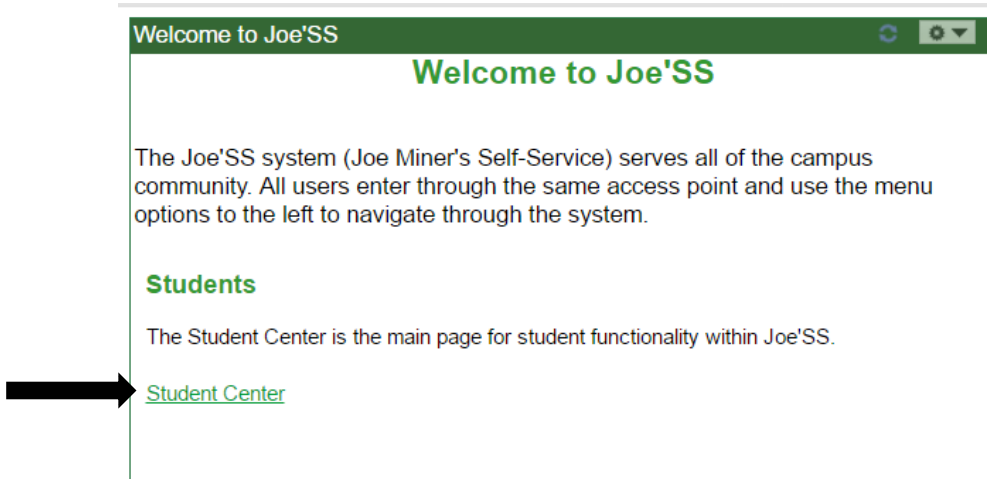 Welcome to Joe'SS
Welcome to Joe'SS
The Joe'SS system (Joe Miner's Self-Service) serves all of the campus
community. All users enter through the same access point and use the menu
options to the left to navigate through the system.
Students
The Student Center is the main page for student functionality within Joe'SS.
Student Center